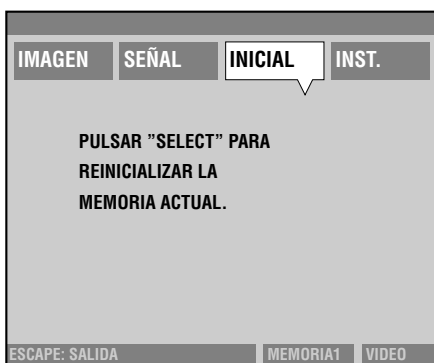 IMAGEN SEÑAL INICIAL INST.
PULSAR ”SELECT” PARA
REINICIALIZAR LA
MEMORIA ACTUAL.
ESCAPE: SALIDA MEMORIA1 VIDEO